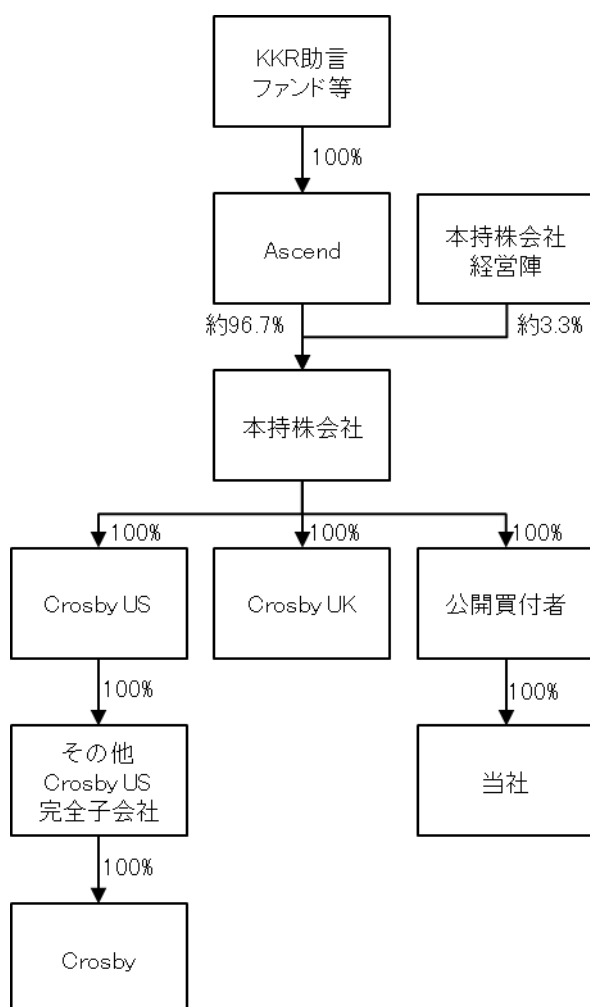 KKR助言
ファンド等
100%
Ascend
本持株会社
経営陣
約96.7%
約3.3%
本持株会社
100%
100%
100%
Crosby US
Crosby UK
公開買付者
100%
100%
その他
Crosby US
完全子会社
当社
100%
Crosby